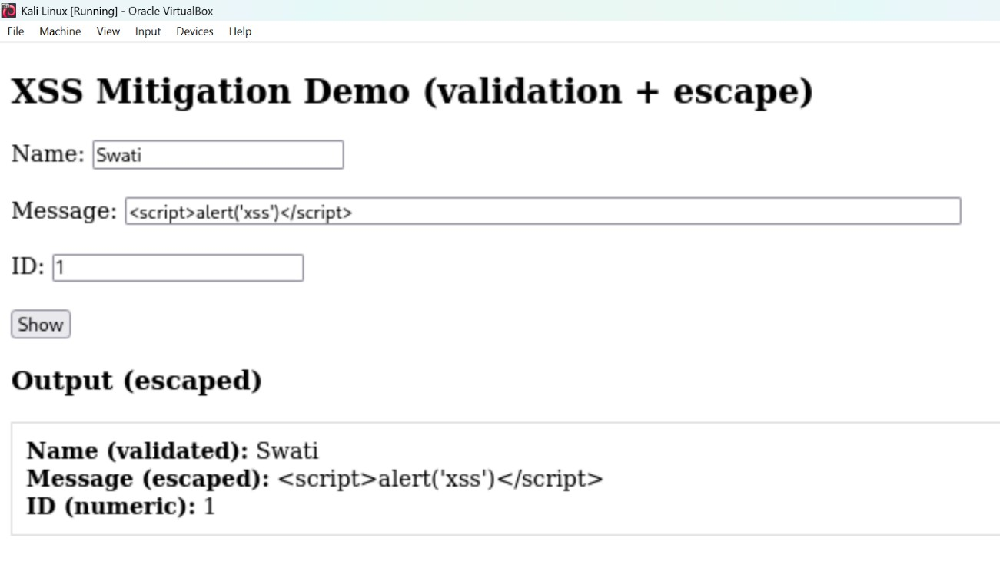 Kali Linux [Running] - Oracle VirtualBox
File Machine View Input Devices Help
XSS Mitigation Demo (validation + escape)
Name: Swati
Message: <script>alert('xss')</script>
ID: 1
Show
Output (escaped)
Name (validated): Swati
Message (escaped): <script>alert('xss')</script>
ID (numeric): 1